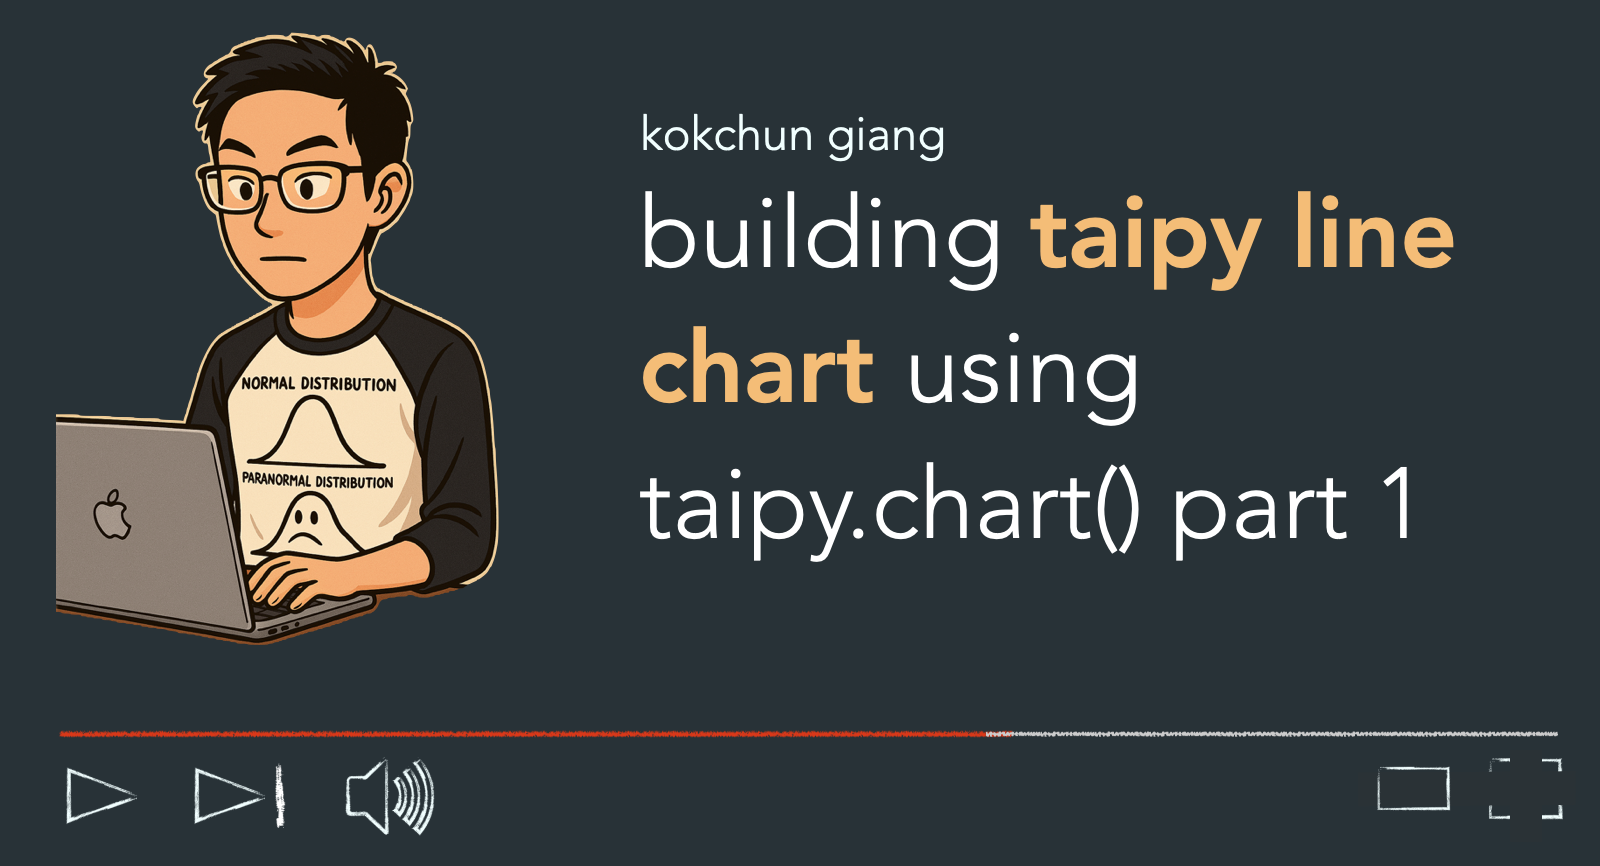 kokchun giang
building taipy line
chart using
taipy.chart() part 1
NORMAL DISTRIBUTION
PARANORMAL DISTRIBUTION